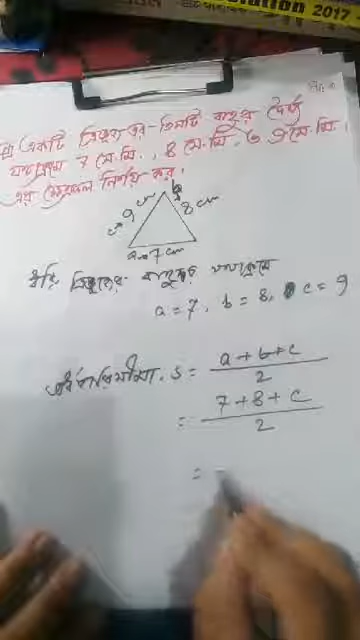 olution 2017
একটি ত্রিভুজের তিনটি বাহুর দৈর্ঘ্য
যথাক্রমে 7 সে.মি., 8 সে.মি. ও 9 সে.মি.।
এর ক্ষেত্রফল নির্ণয় কর।
b
9 cm
8 cm
c
a=7 cm
ধরি ত্রিভুজের বাহুদ্বয় যথাক্রমে
a = 7, b = 8, c = 9
অর্ধপরিসীমা, s = a + b + c / 2
= 7 + 8 + c / 2
=